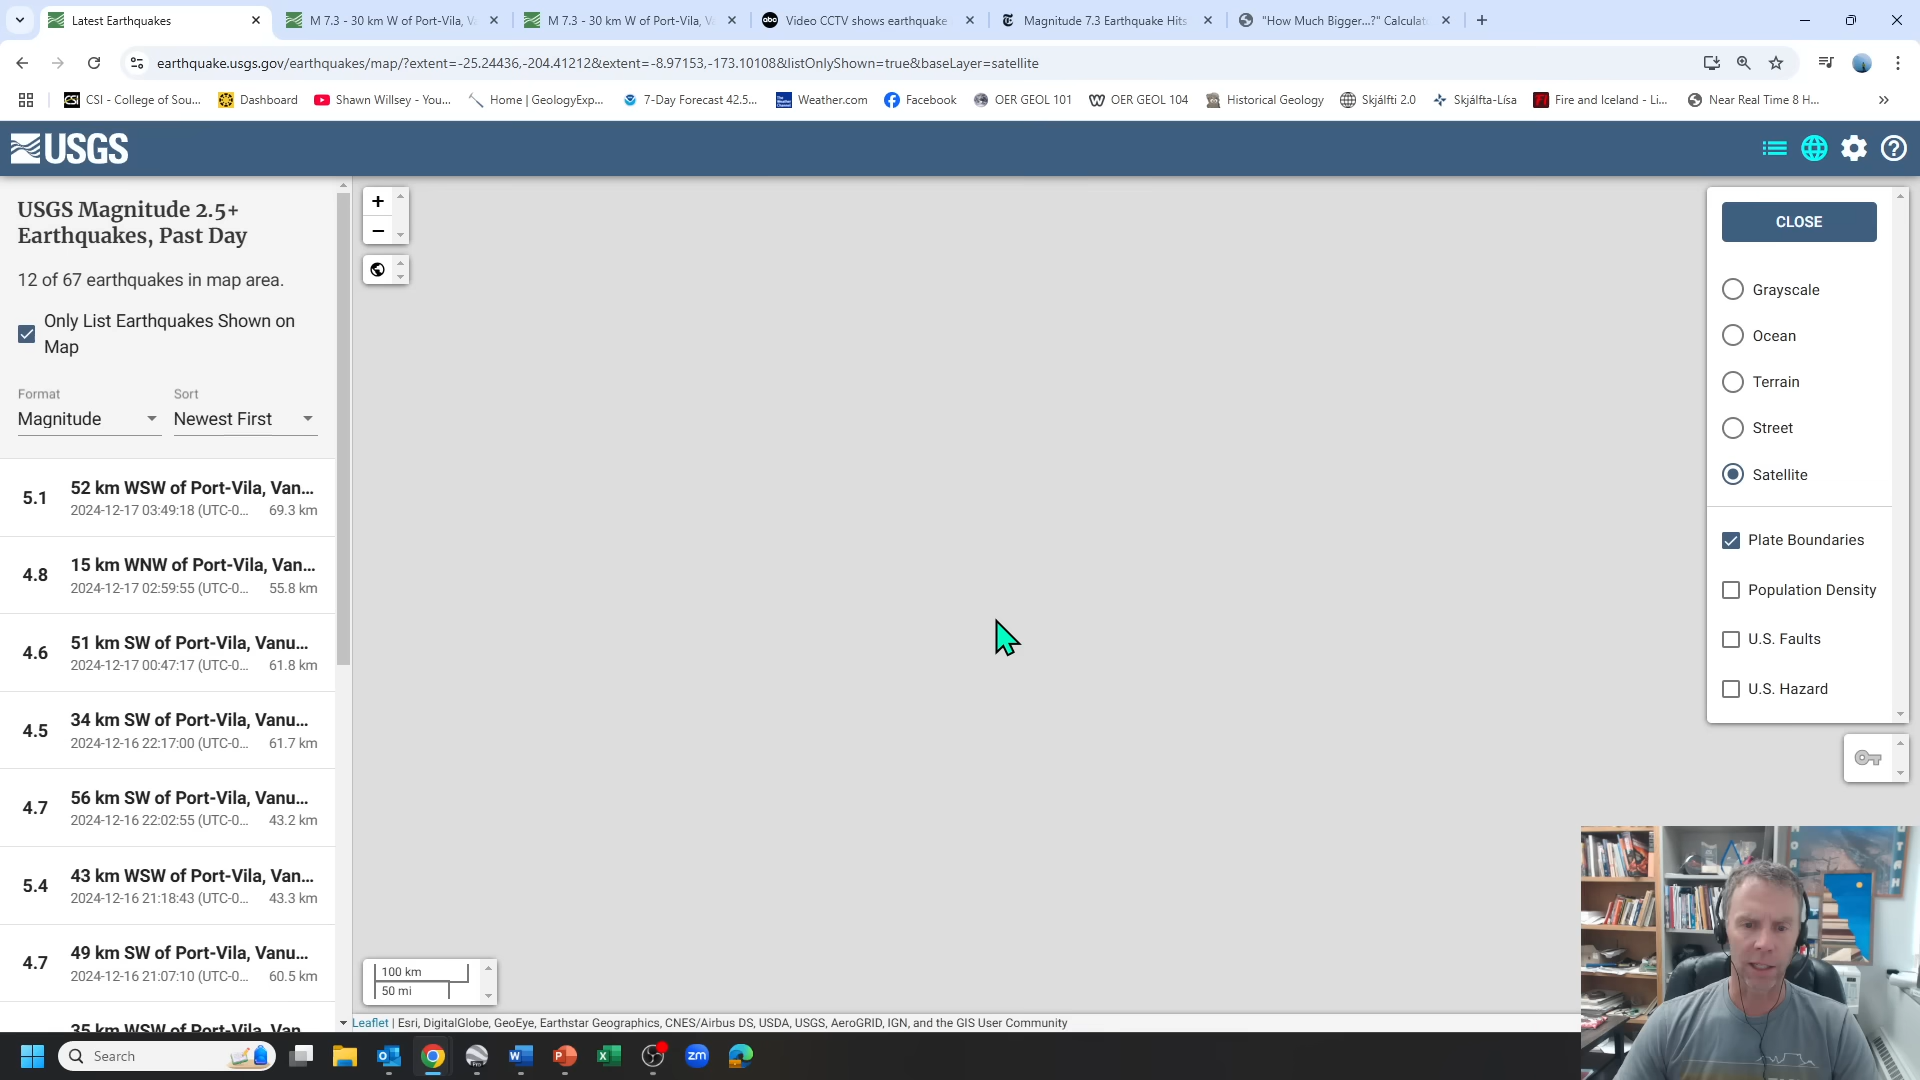 Latest Earthquakes
M 7.3 - 30 km W of Port-Vila, V
M 7.3 - 30 km W of Port-Vila, V
Video CCTV shows earthquake
Magnitude 7.3 Earthquake Hits
"How Much Bigger...?" Calculat
earthquake.usgs.gov/earthquakes/map/?extent=-25.24436,-204.41212&extent=-8.97153,-173.10108&listOnlyShown=true&baseLayer=satellite
CSI - College of Sou...
Dashboard
Shawn Willsey - You...
Home | GeologyExp...
7-Day Forecast 42.5...
Weather.com
Facebook
OER GEOL 101
OER GEOL 104
Historical Geology
Skjálfti 2.0
Skjálfta-Lísa
Fire and Iceland - Li...
Near Real Time 8 H...
USGS
USGS Magnitude 2.5+
Earthquakes, Past Day
12 of 67 earthquakes in map area.
Only List Earthquakes Shown on
Map
Format
Sort
Magnitude
Newest First
5.1
52 km WSW of Port-Vila, Van...
2024-12-17 03:49:18 (UTC-0...
69.3 km
4.8
15 km WNW of Port-Vila, Van...
2024-12-17 02:59:55 (UTC-0...
55.8 km
4.6
51 km SW of Port-Vila, Vanu...
2024-12-17 00:47:17 (UTC-0...
61.8 km
4.5
34 km SW of Port-Vila, Vanu...
2024-12-16 22:17:00 (UTC-0...
61.7 km
4.7
56 km SW of Port-Vila, Vanu...
2024-12-16 22:02:55 (UTC-0...
43.2 km
5.4
43 km WSW of Port-Vila, Van...
2024-12-16 21:18:43 (UTC-0...
43.3 km
4.7
49 km SW of Port-Vila, Vanu...
2024-12-16 21:07:10 (UTC-0...
60.5 km
35 km WSW of Port-Vila, Van
+
−
CLOSE
Grayscale
Ocean
Terrain
Street
Satellite
Plate Boundaries
Population Density
U.S. Faults
U.S. Hazard
100 km
50 mi
Leaflet | Esri, DigitalGlobe, GeoEye, Earthstar Geographics, CNES/Airbus DS, USDA, USGS, AeroGRID, IGN, and the GIS User Community
Search
zm